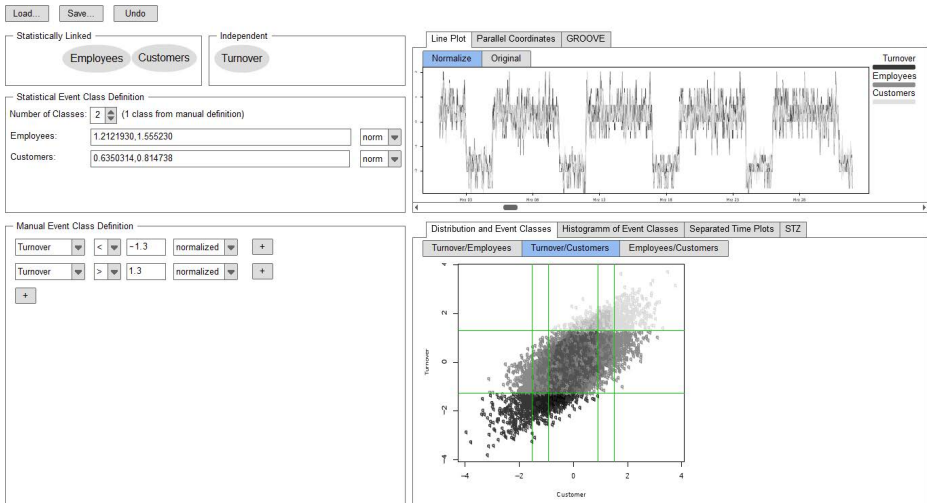 Load... Save... Undo
Statistically Linked
Employees Customers
Independent
Turnover
Statistical Event Class Definition
Number of Classes: 2 (1 class from manual definition)
Employees: 1.2121930,1.555230 norm
Customers: 0.6350314,0.814738 norm
Manual Event Class Definition
Turnover < −1.3 normalized +
Turnover > 1.3 normalized +
+
Line Plot Parallel Coordinates GROOVE
Normalize Original
Turnover
Employees
Customers
Distribution and Event Classes Histogramm of Event Classes Separated Time Plots STZ
Turnover/Employees Turnover/Customers Employees/Customers
Turnover
4
2
0
−2
−4
−4 −2 0 2 4
Customer